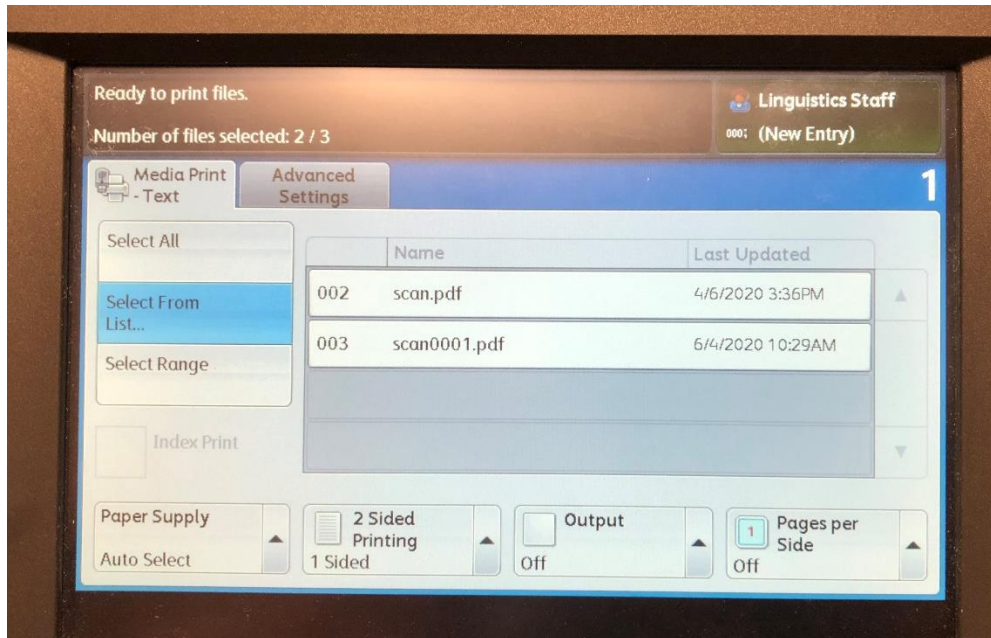 Ready to print files.
Number of files selected: 2 / 3
Linguistics Staff
000: (New Entry)
Media Print
- Text
Advanced
Settings
1
Select All
Select From
List...
Select Range
Index Print
Name Last Updated
002 scan.pdf 4/6/2020 3:36PM
003 scan0001.pdf 6/4/2020 10:29AM
Paper Supply
Auto Select
2 Sided
Printing
1 Sided
Output
Off
1
Pages per
Side
Off